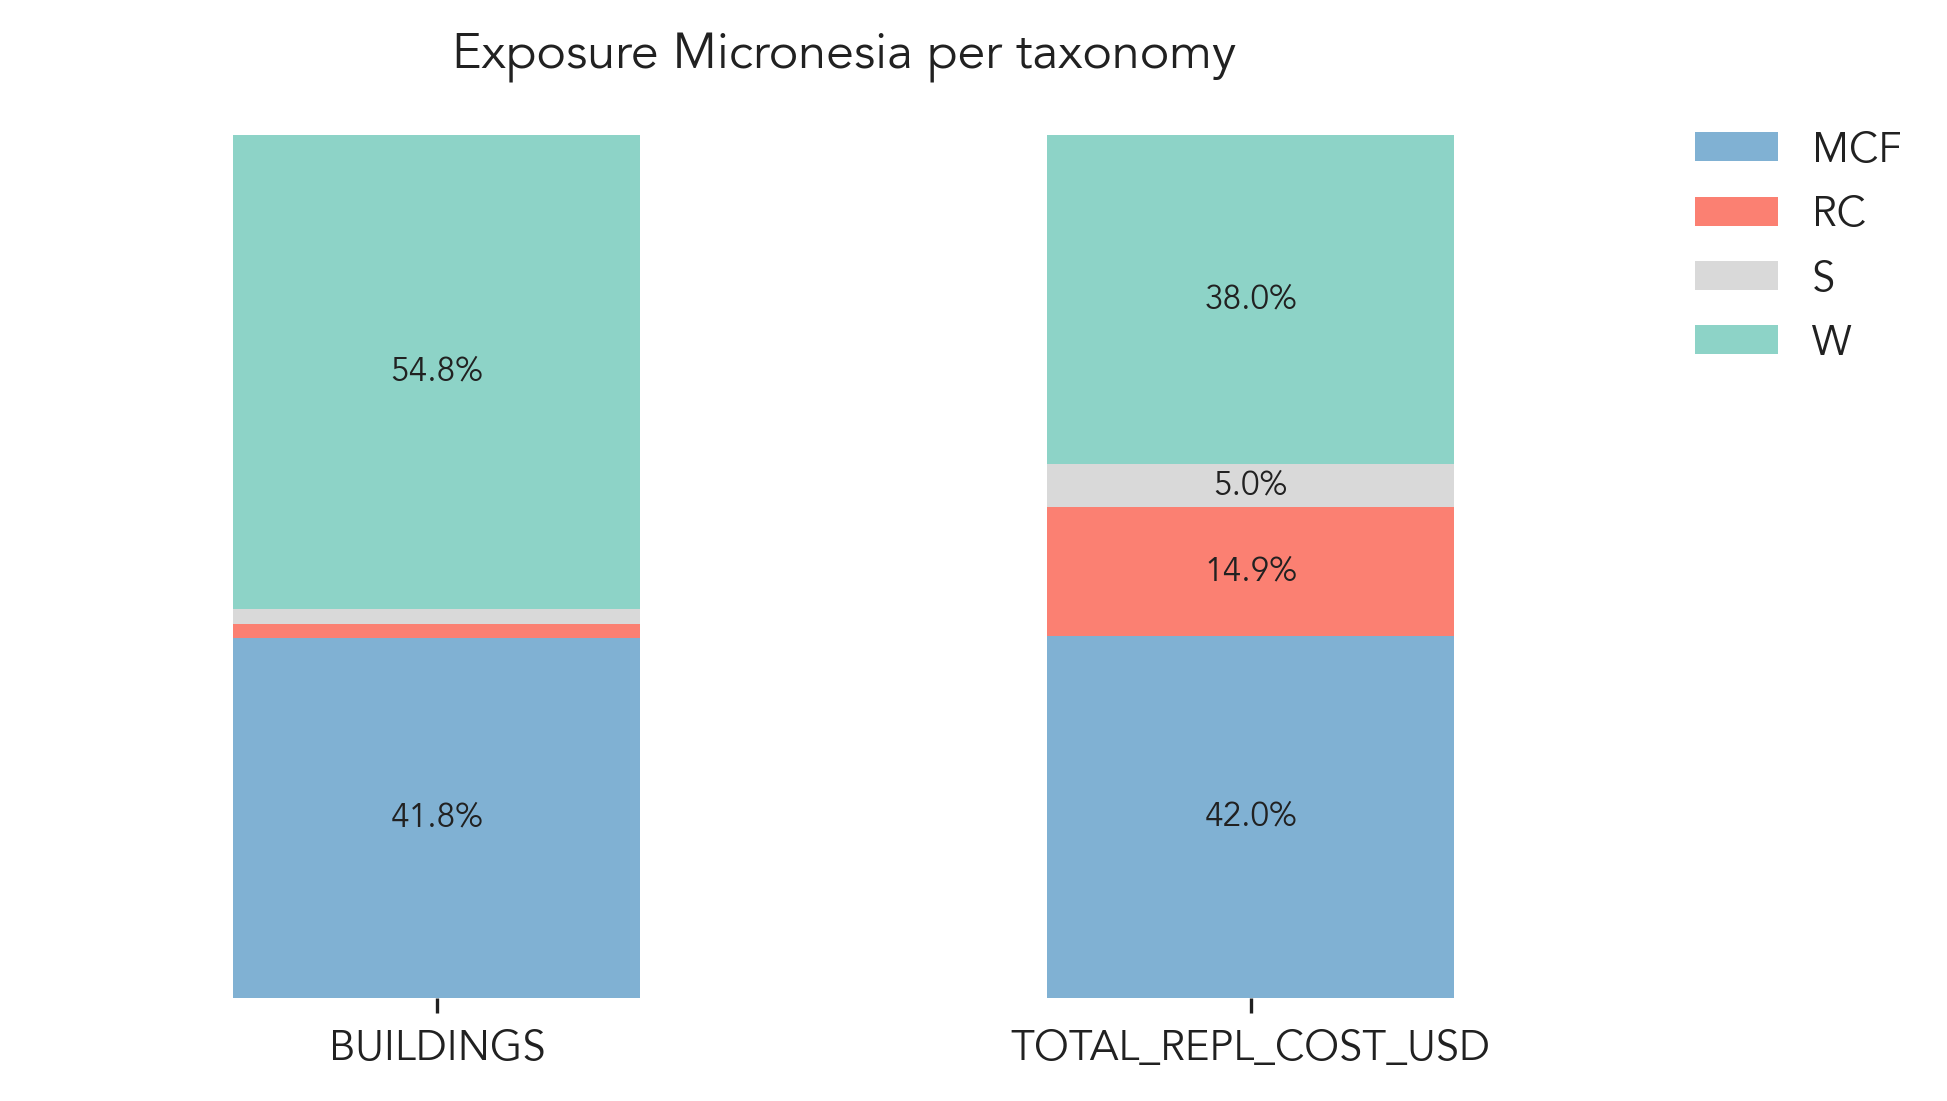 Exposure Micronesia per taxonomy
MCF
RC
S
W
54.8%
41.8%
38.0%
5.0%
14.9%
42.0%
BUILDINGS
TOTAL_REPL_COST_USD